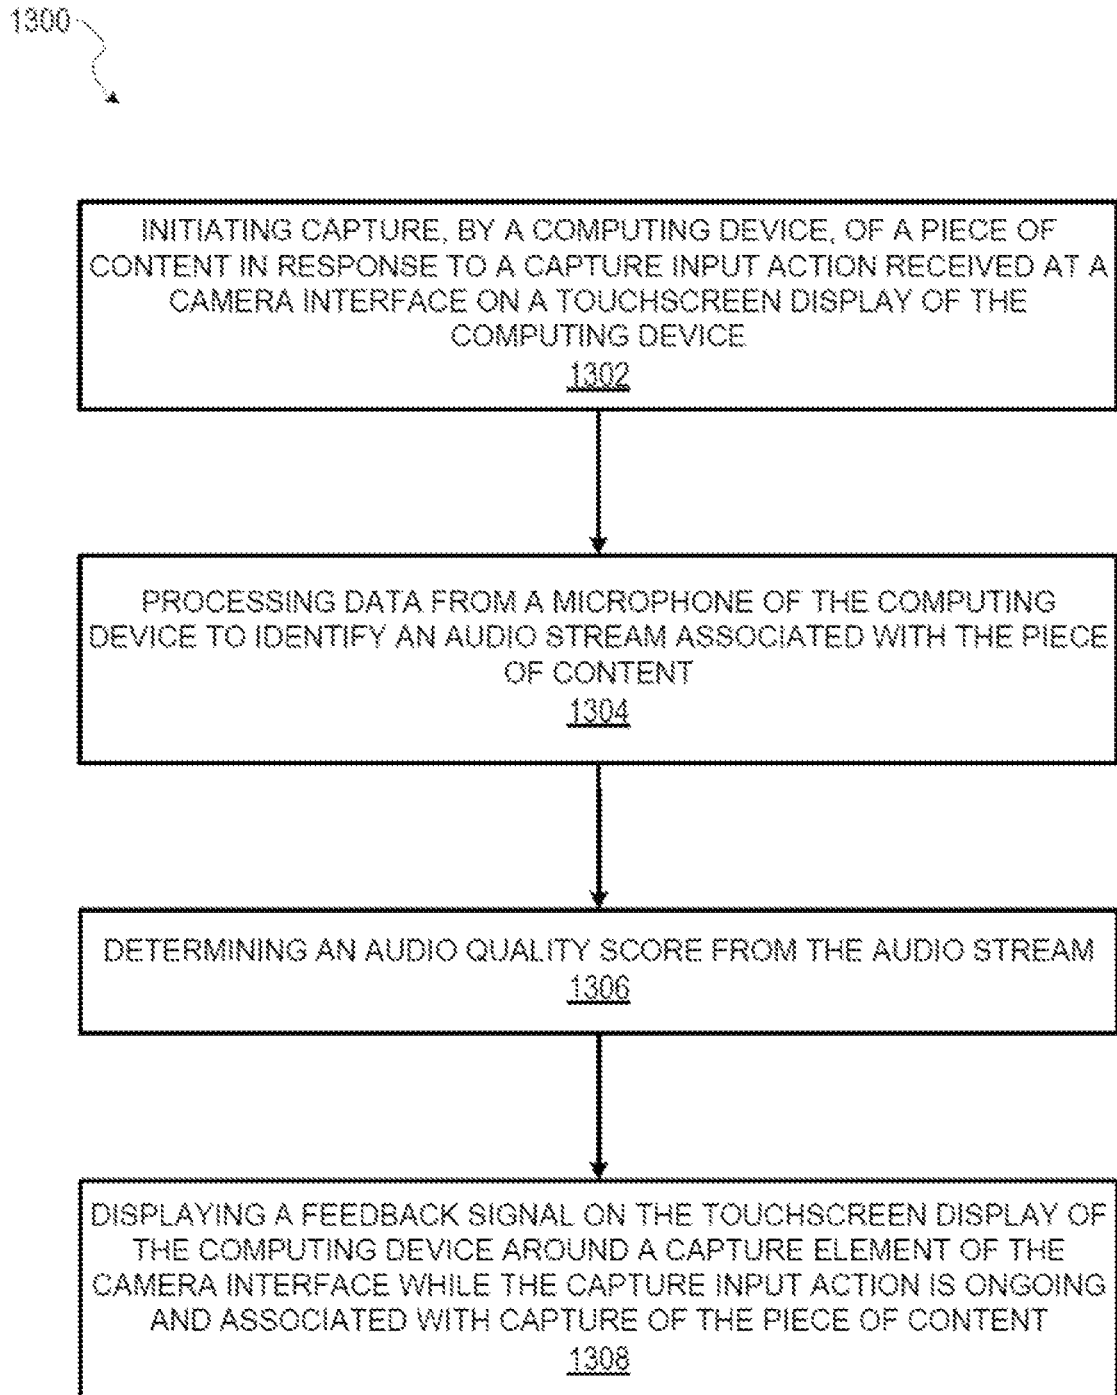 1300
INITIATING CAPTURE, BY A COMPUTING DEVICE, OF A PIECE OF
CONTENT IN RESPONSE TO A CAPTURE INPUT ACTION RECEIVED AT A
CAMERA INTERFACE ON A TOUCHSCREEN DISPLAY OF THE
COMPUTING DEVICE
1302
PROCESSING DATA FROM A MICROPHONE OF THE COMPUTING
DEVICE TO IDENTIFY AN AUDIO STREAM ASSOCIATED WITH THE PIECE
OF CONTENT
1304
DETERMINING AN AUDIO QUALITY SCORE FROM THE AUDIO STREAM
1306
DISPLAYING A FEEDBACK SIGNAL ON THE TOUCHSCREEN DISPLAY OF
THE COMPUTING DEVICE AROUND A CAPTURE ELEMENT OF THE
CAMERA INTERFACE WHILE THE CAPTURE INPUT ACTION IS ONGOING
AND ASSOCIATED WITH CAPTURE OF THE PIECE OF CONTENT
1308